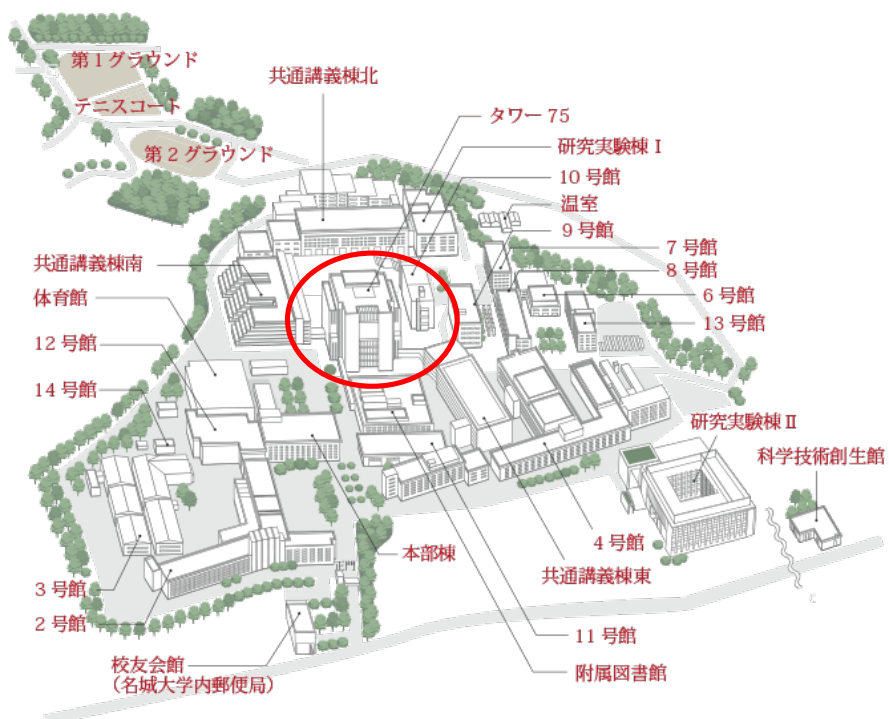 第1グラウンド
共通講義棟北
テニスコート
タワー 75
第2グラウンド
研究実験棟Ⅰ
10 号館
温室
9 号館
7 号館
8 号館
共通講義棟南
体育館
6 号館
13 号館
12 号館
14 号館
研究実験棟Ⅱ
科学技術創生館
4 号館
本部棟
正門
共通講義棟東
3 号館
2 号館
11 号館
校友会館
(名城大学内郵便局)
附属図書館